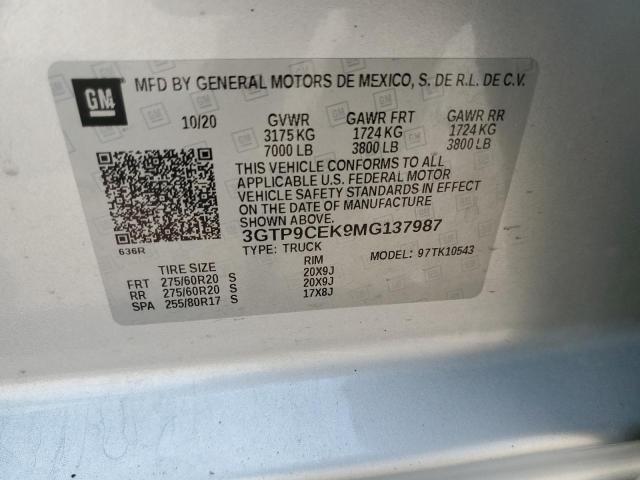 GM
MFD BY GENERAL MOTORS DE MEXICO, S. DE R.L. DE C.V.
10/20 GVWR GAWR FRT GAWR RR
3175 KG 1724 KG 1724 KG
7000 LB 3800 LB 3800 LB
THIS VEHICLE CONFORMS TO ALL
APPLICABLE U.S. FEDERAL MOTOR
VEHICLE SAFETY STANDARDS IN EFFECT
ON THE DATE OF MANUFACTURE
SHOWN ABOVE.
636R 3GTP9CEK9MG137987
TYPE: TRUCK MODEL: 97TK10543
TIRE SIZE RIM
FRT 275/60R20 S 20X9J
RR 275/60R20 S 20X9J
SPA 255/80R17 S 17X8J